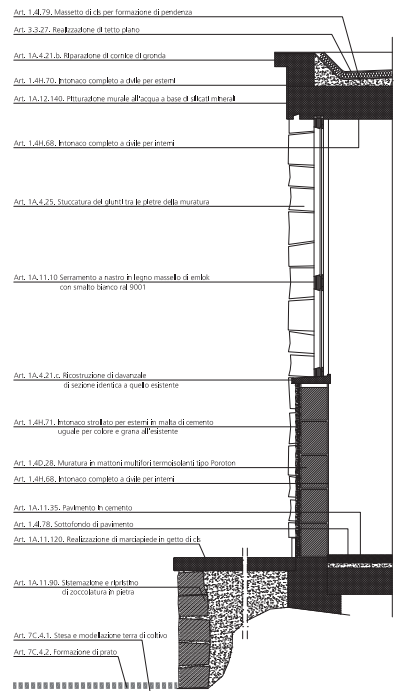 Art. 1.4I.79. Massetto di cls per formazione di pendenza
Art. 3.3.27. Realizzazione di tetto piano
Art. 1A.4.21.b. Riparazione di cornice di gronda
Art. 1.4H.70. Intonaco completo a civile per esterni
Art. 1A.12.140. Pitturazione murale all'acqua a base di silicati minerali
Art. 1.4H.68. Intonaco completo a civile per interni
Art. 1A.4.25. Stuccatura dei giunti tra le pietre della muratura
Art. 1A.11.10 Serramento a nastro in legno massello di emlok
con smalto bianco ral 9001
Art. 1A.4.21.c. Ricostruzione di davanzale
di sezione identica a quello esistente
Art. 1.4H.71. Intonaco strollato per esterni in malta di cemento
uguale per colore e grana all'esistente
Art. 1.4D.28. Muratura in mattoni multifori termoisolanti tipo Poroton
Art. 1.4H.68. Intonaco completo a civile per interni
Art. 1A.11.35. Pavimento in cemento
Art. 1.4I.78. Sottofondo di pavimento
Art. 1A.11.120. Realizzazione di marciapiede in getto di cls
Art. 1A.11.90. Sistemazione e ripristino
di zoccolatura in pietra
Art. 7C.4.1. Stesa e modellazione terra di coltivo
Art. 7C.4.2. Formazione di prato